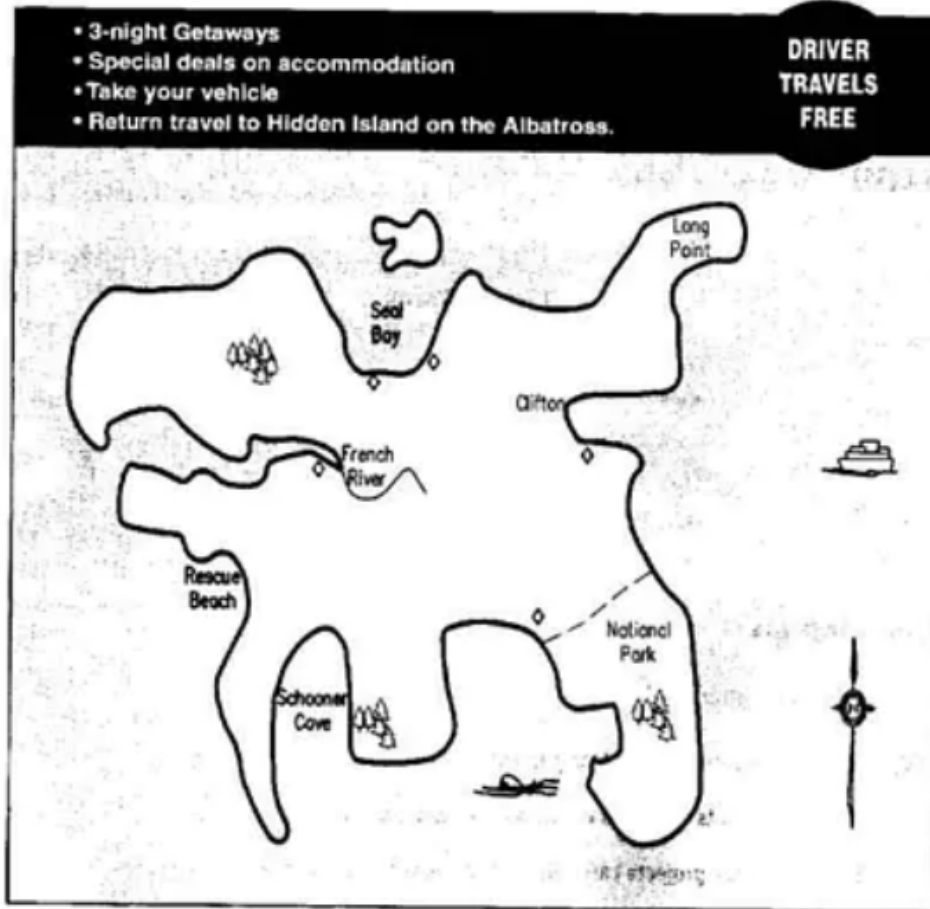 • 3-night Getaways
• Special deals on accommodation
• Take your vehicle
• Return travel to Hidden Island on the Albatross.
DRIVER
TRAVELS
FREE
Long
Point
Seal
Bay
Clifton
French
River
Rescue
Beach
National
Park
Schooner
Cove
N